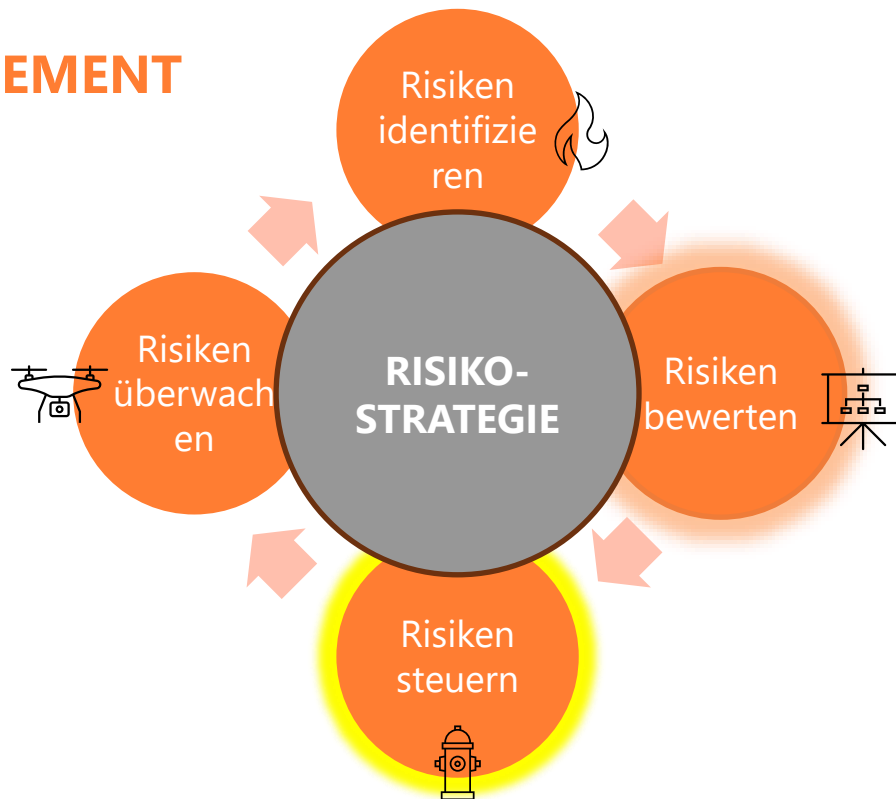 EMENT
Risiken
identifizie
ren
Risiken
bewerten
RISIKO-
STRATEGIE
Risiken
überwach
en
Risiken
steuern